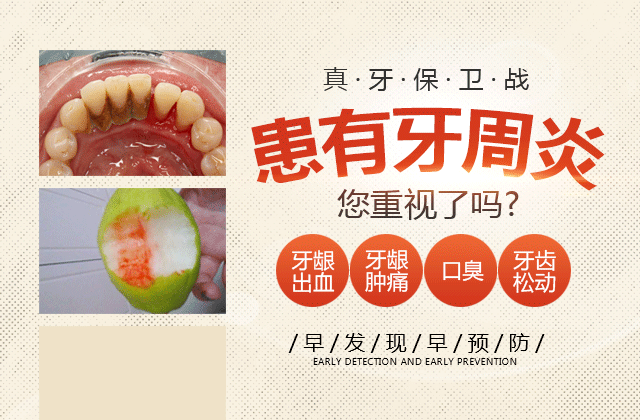 真·牙·保·卫·战
患有牙周炎
您重视了吗?
牙龈出血
牙龈肿痛
口臭
牙齿松动
/早/发/现/早/预/防/
EARLY DETECTION AND EARLY PREVENTION